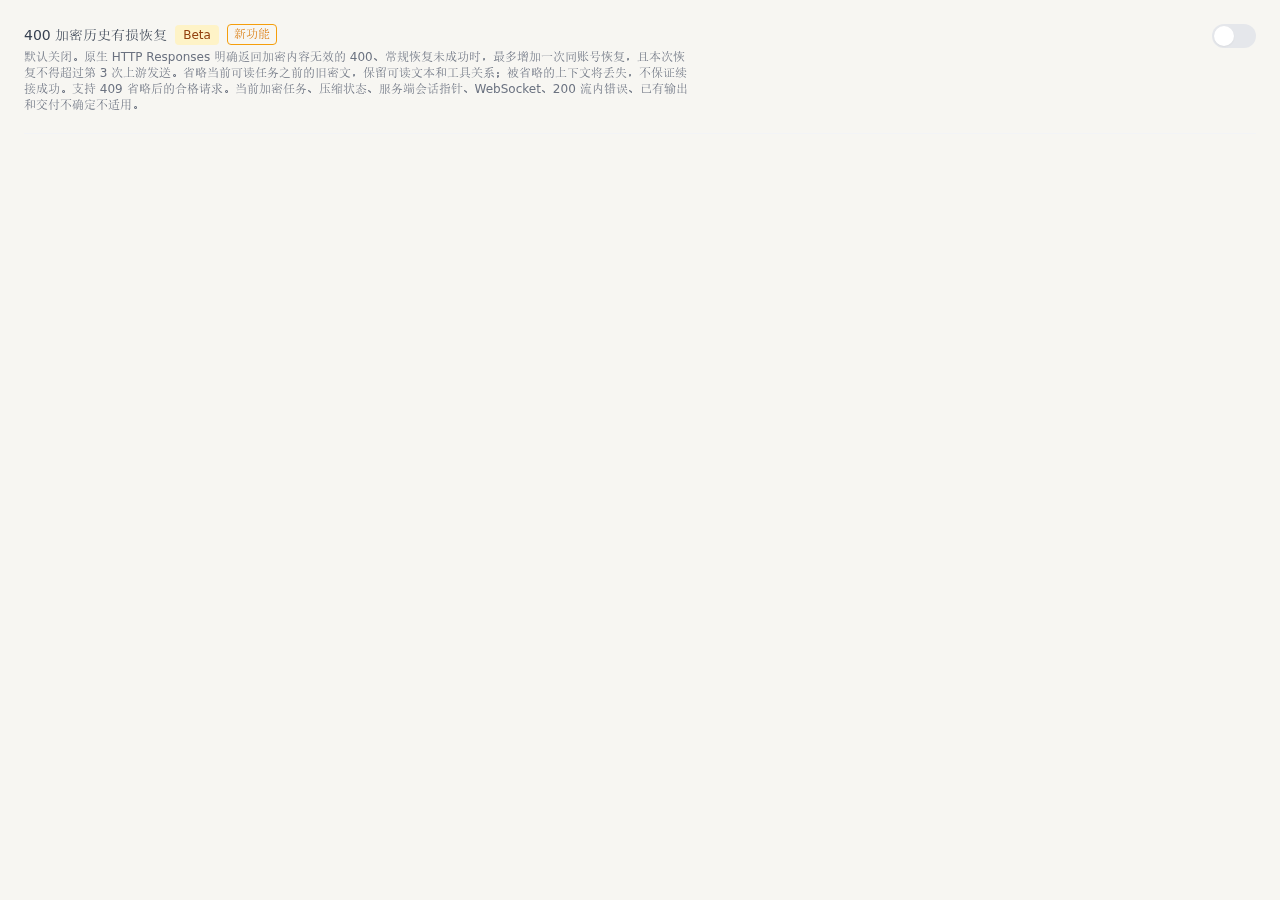 400 加密历史有损恢复 Beta 新功能
默认关闭。原生 HTTP Responses 明确返回加密内容无效的 400、常规恢复未成功时，最多增加一次同账号恢复，且本次恢
复不得超过第 3 次上游发送。省略当前可读任务之前的旧密文，保留可读文本和工具关系；被省略的上下文将丢失，不保证续
接成功。支持 409 省略后的合格请求。当前加密任务、压缩状态、服务端会话指针、WebSocket、200 流内错误、已有输出
和交付不确定不适用。